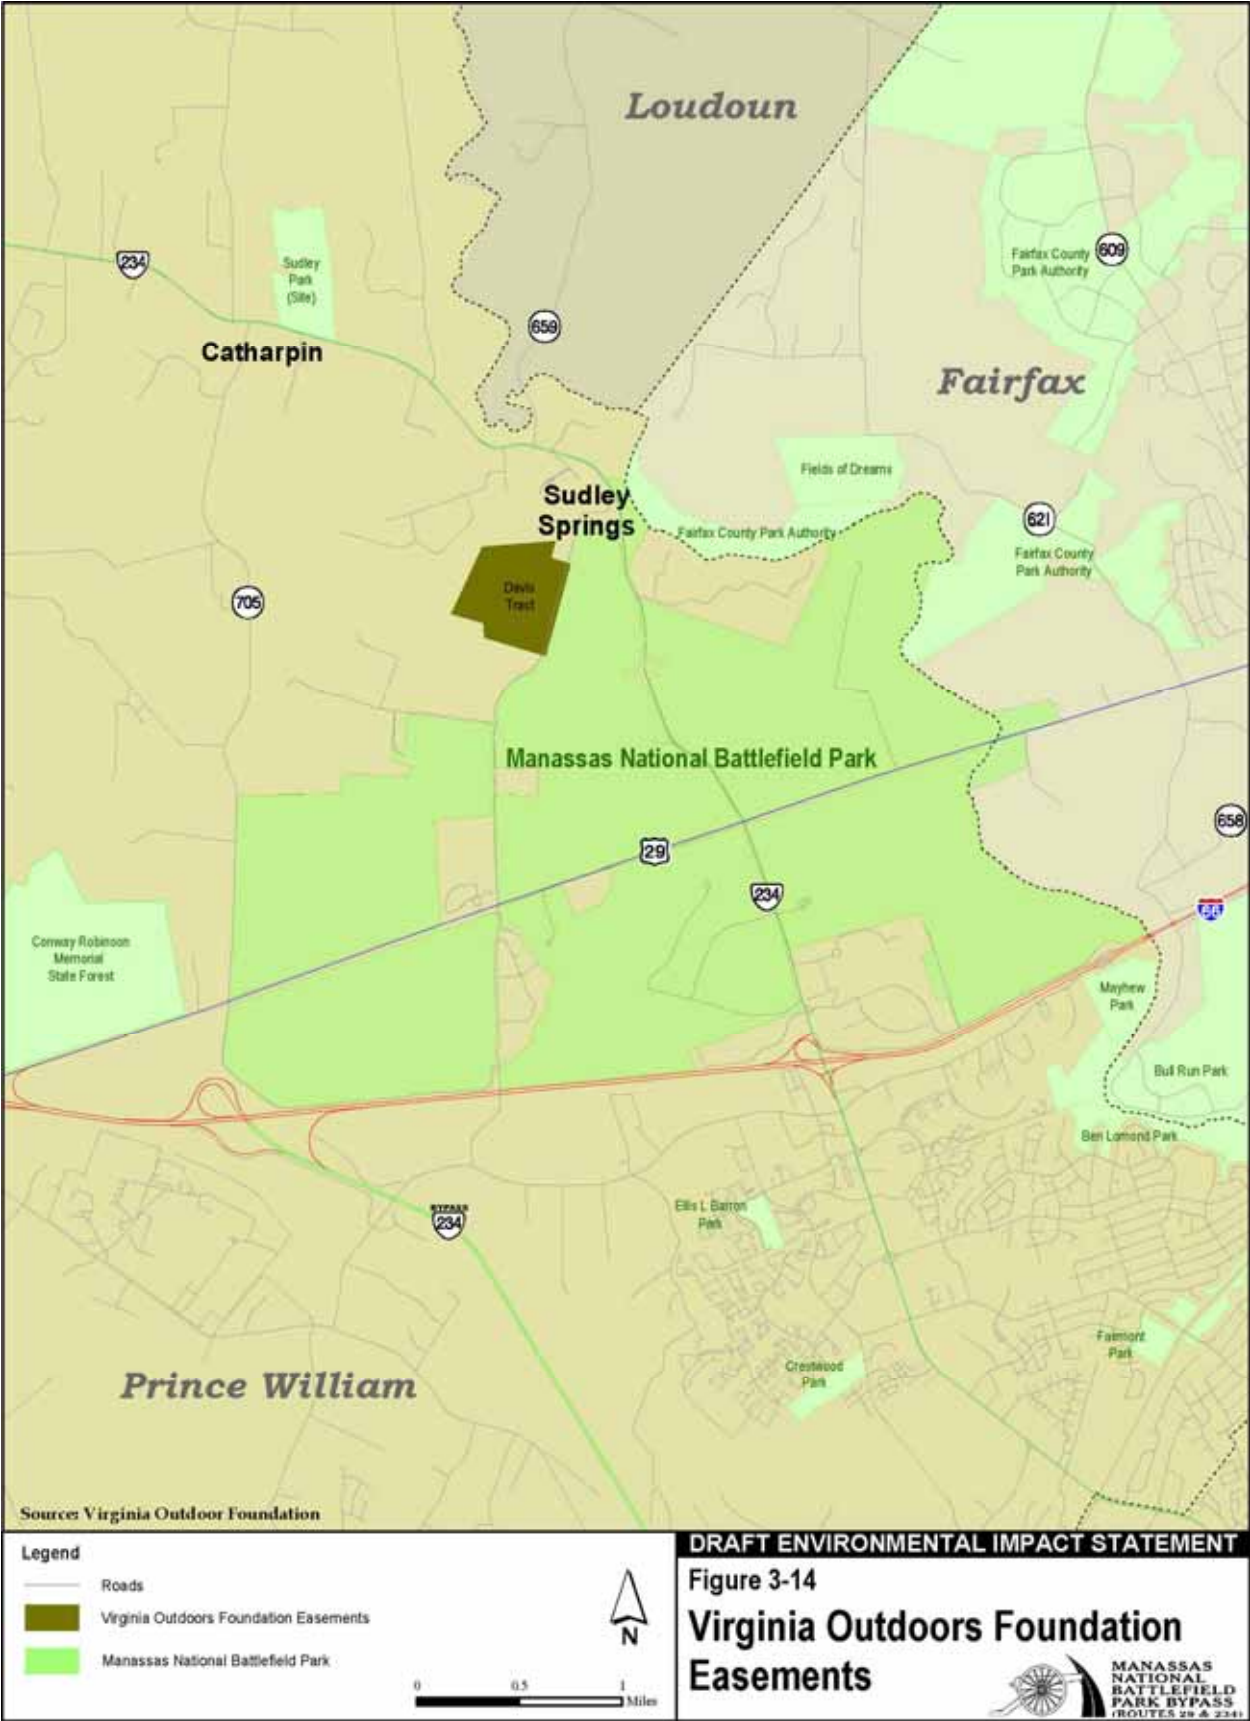 Loudoun
234
Sudley
Park
(Site)
Fairfax County
Park Authority
609
659
Catharpin
Fairfax
Fields of Dreams
Sudley
Springs
621
Fairfax County Park Authority
Fairfax County
Park Authority
Davis
Tract
705
Manassas National Battlefield Park
658
29
234
66
Conway Robinson
Memorial
State Forest
Mayhew
Park
Bull Run Park
Ben Lomond Park
Ellis L Barron
Park
BYPASS
234
Fairmont
Park
Crestwood
Park
Prince William
Source: Virginia Outdoor Foundation
Legend
Roads
Virginia Outdoors Foundation Easements
Manassas National Battlefield Park
N
0 0.5 1
Miles
DRAFT ENVIRONMENTAL IMPACT STATEMENT
Figure 3-14
Virginia Outdoors Foundation
Easements
MANASSAS
NATIONAL
BATTLEFIELD
PARK BYPASS
(ROUTES 29 & 234)